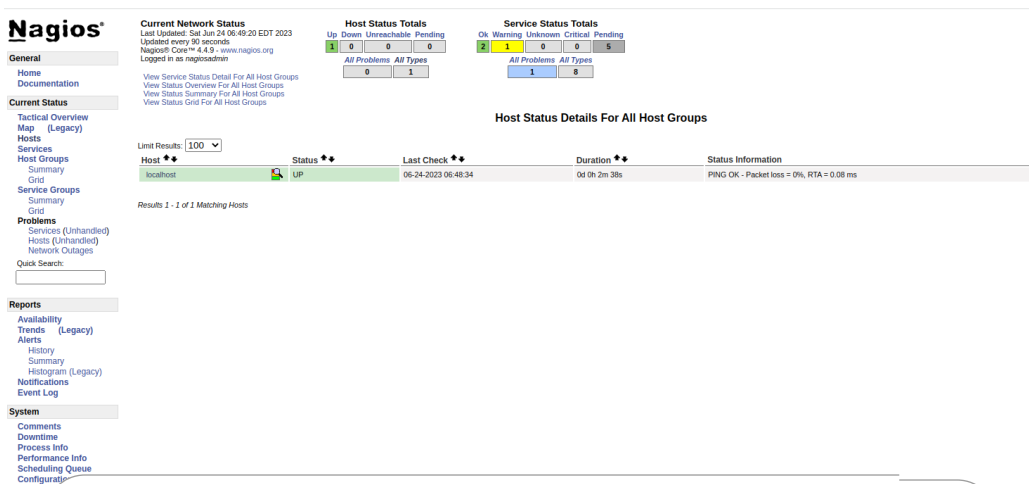 Nagios®
General
Home
Documentation
Current Status
Tactical Overview
Map (Legacy)
Hosts
Services
Host Groups
Summary
Grid
Service Groups
Summary
Grid
Problems
Services (Unhandled)
Hosts (Unhandled)
Network Outages
Quick Search:
Reports
Availability
Trends (Legacy)
Alerts
History
Summary
Histogram (Legacy)
Notifications
Event Log
System
Comments
Downtime
Process Info
Performance Info
Scheduling Queue
Current Network Status
Last Updated: Sat Jun 24 06:49:20 EDT 2023
Updated every 90 seconds
Nagios® Core™ 4.4.9 - www.nagios.org
Logged in as nagiosadmin
View Service Status Detail For All Host Groups
View Status Overview For All Host Groups
View Status Summary For All Host Groups
View Status Grid For All Host Groups
Host Status Totals
Up Down Unreachable Pending
1 0 0 0
All Problems All Types
0 1
Service Status Totals
Ok Warning Unknown Critical Pending
2 1 0 0 5
All Problems All Types
1 8
Host Status Details For All Host Groups
Limit Results: 100
Host Status Last Check Duration Status Information
localhost UP 06-24-2023 06:48:34 0d 0h 2m 38s PING OK - Packet loss = 0%, RTA = 0.08 ms
Results 1 - 1 of 1 Matching Hosts